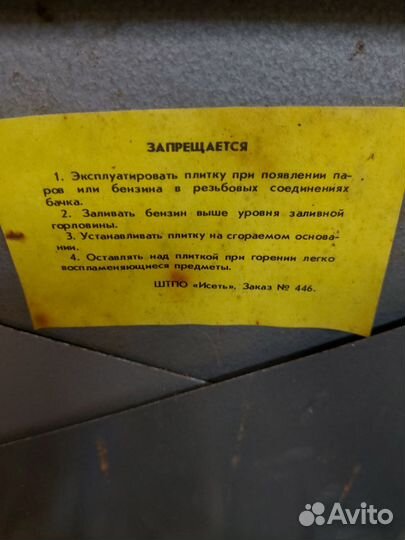 ЗАПРЕЩАЕТСЯ
1. Эксплуатировать плитку при появлении па-
ров или бензина в резьбовых соединениях
бачка.
2. Заливать бензин выше уровня заливной
горловины.
3. Устанавливать плитку на сгораемом основа-
нии.
4. Оставлять над плиткой при горении легко
воспламеняющиеся предметы.
ШТПО «Исеть». Заказ № 446.
Avito